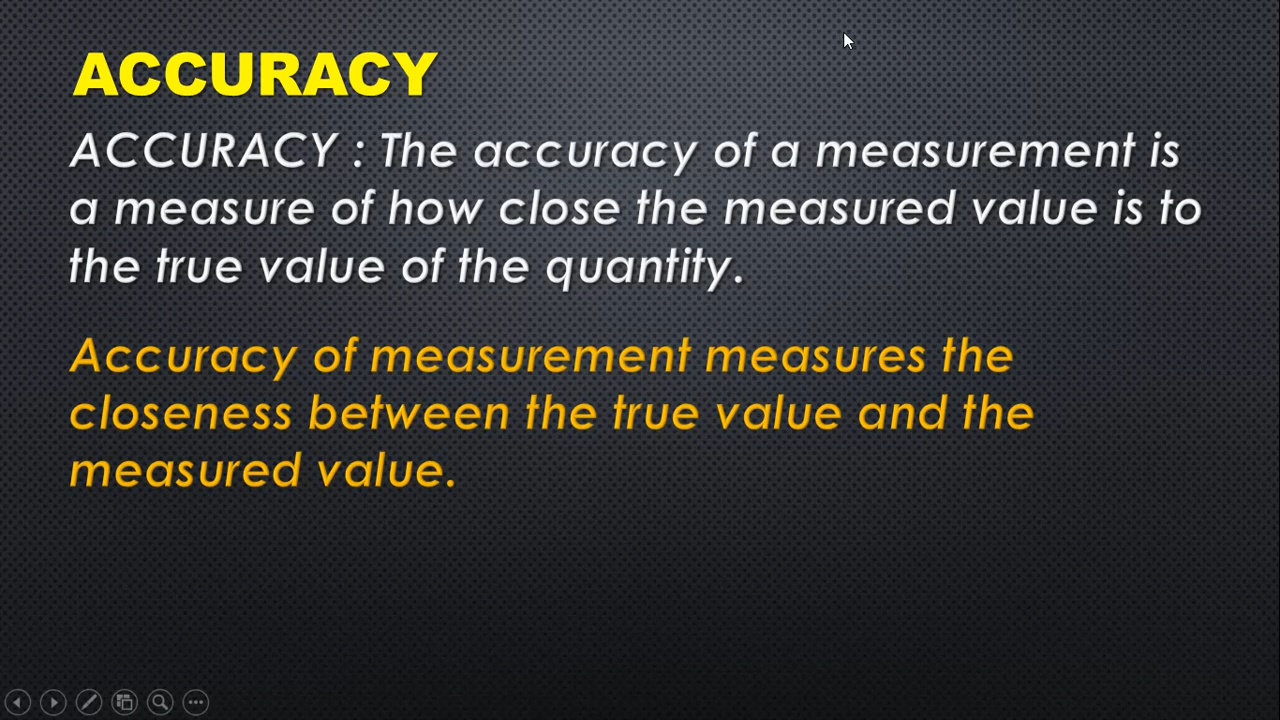 ACCURACY
ACCURACY : The accuracy of a measurement is
a measure of how close the measured value is to
the true value of the quantity.
Accuracy of measurement measures the
closeness between the true value and the
measured value.